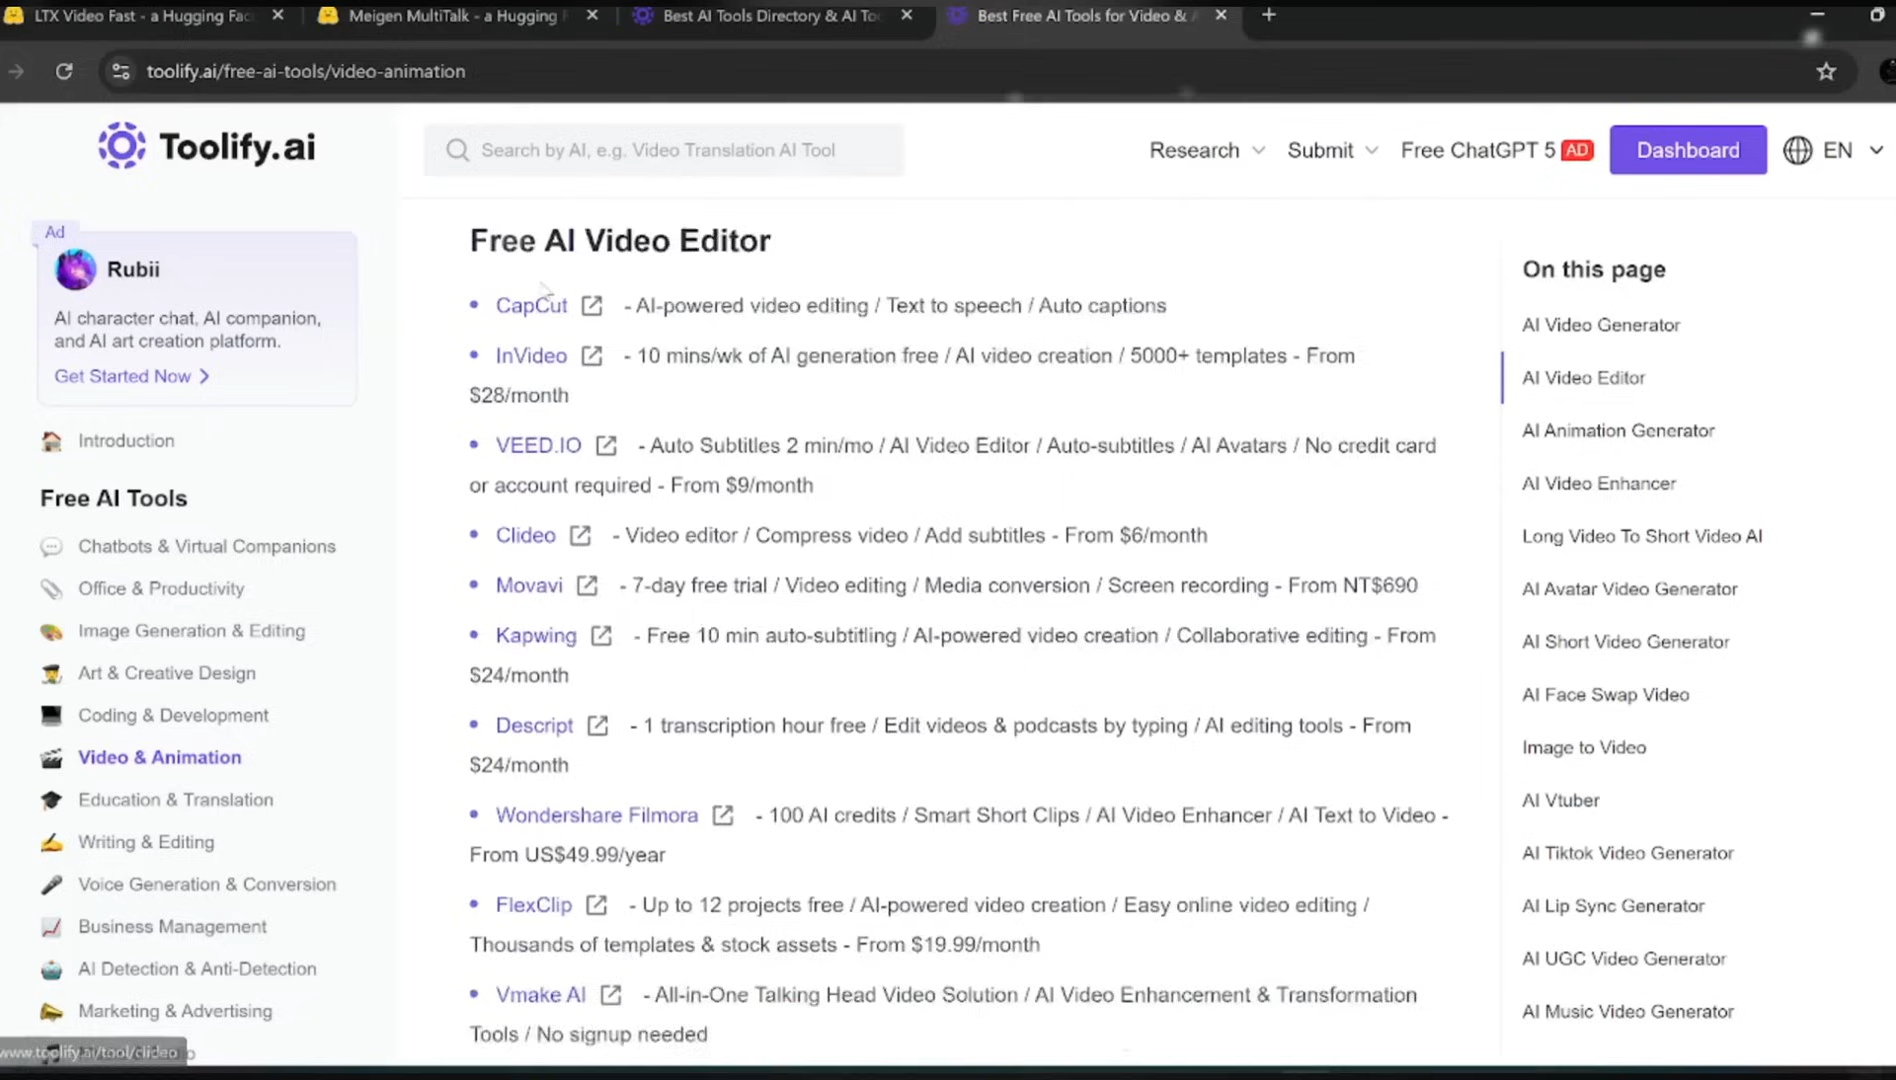 LTX Video Fast - a Hugging Fac
Meigen MultiTalk - a Hugging F
Best AI Tools Directory & AI To
Best Free AI Tools for Video &
toolify.ai/free-ai-tools/video-animation
Toolify.ai
Search by AI, e.g. Video Translation AI Tool
Research
Submit
Free ChatGPT 5 AD
Dashboard
EN
Ad
Rubii
AI character chat, AI companion,
and AI art creation platform.
Get Started Now
Introduction
Free AI Tools
Chatbots & Virtual Companions
Office & Productivity
Image Generation & Editing
Art & Creative Design
Coding & Development
Video & Animation
Education & Translation
Writing & Editing
Voice Generation & Conversion
Business Management
AI Detection & Anti-Detection
Marketing & Advertising
www.toolify.ai/tool/clideo
Free AI Video Editor
• CapCut - AI-powered video editing / Text to speech / Auto captions
• InVideo - 10 mins/wk of AI generation free / AI video creation / 5000+ templates - From
$28/month
• VEED.IO - Auto Subtitles 2 min/mo / AI Video Editor / Auto-subtitles / AI Avatars / No credit card
or account required - From $9/month
• Clideo - Video editor / Compress video / Add subtitles - From $6/month
• Movavi - 7-day free trial / Video editing / Media conversion / Screen recording - From NT$690
• Kapwing - Free 10 min auto-subtitling / AI-powered video creation / Collaborative editing - From
$24/month
• Descript - 1 transcription hour free / Edit videos & podcasts by typing / AI editing tools - From
$24/month
• Wondershare Filmora - 100 AI credits / Smart Short Clips / AI Video Enhancer / AI Text to Video -
From US$49.99/year
• FlexClip - Up to 12 projects free / AI-powered video creation / Easy online video editing /
Thousands of templates & stock assets - From $19.99/month
• Vmake AI - All-in-One Talking Head Video Solution / AI Video Enhancement & Transformation
Tools / No signup needed
On this page
AI Video Generator
AI Video Editor
AI Animation Generator
AI Video Enhancer
Long Video To Short Video AI
AI Avatar Video Generator
AI Short Video Generator
AI Face Swap Video
Image to Video
AI Vtuber
AI Tiktok Video Generator
AI Lip Sync Generator
AI UGC Video Generator
AI Music Video Generator